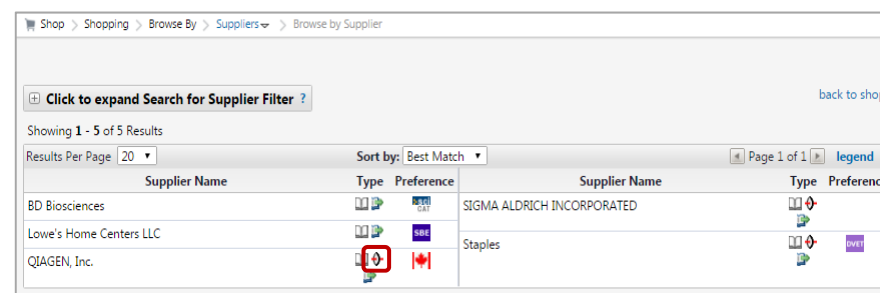 Shop > Shopping > Browse By > Suppliers > Browse by Supplier
back to shop
Click to expand Search for Supplier Filter ?
Showing 1 - 5 of 5 Results
Results Per Page 20 Sort by: Best Match Page 1 of 1 legend
Supplier Name Type Preference Supplier Name Type Preferenc
BD Biosciences CAT SIGMA ALDRICH INCORPORATED
Lowe's Home Centers LLC SBE
Staples DVET
QIAGEN, Inc.